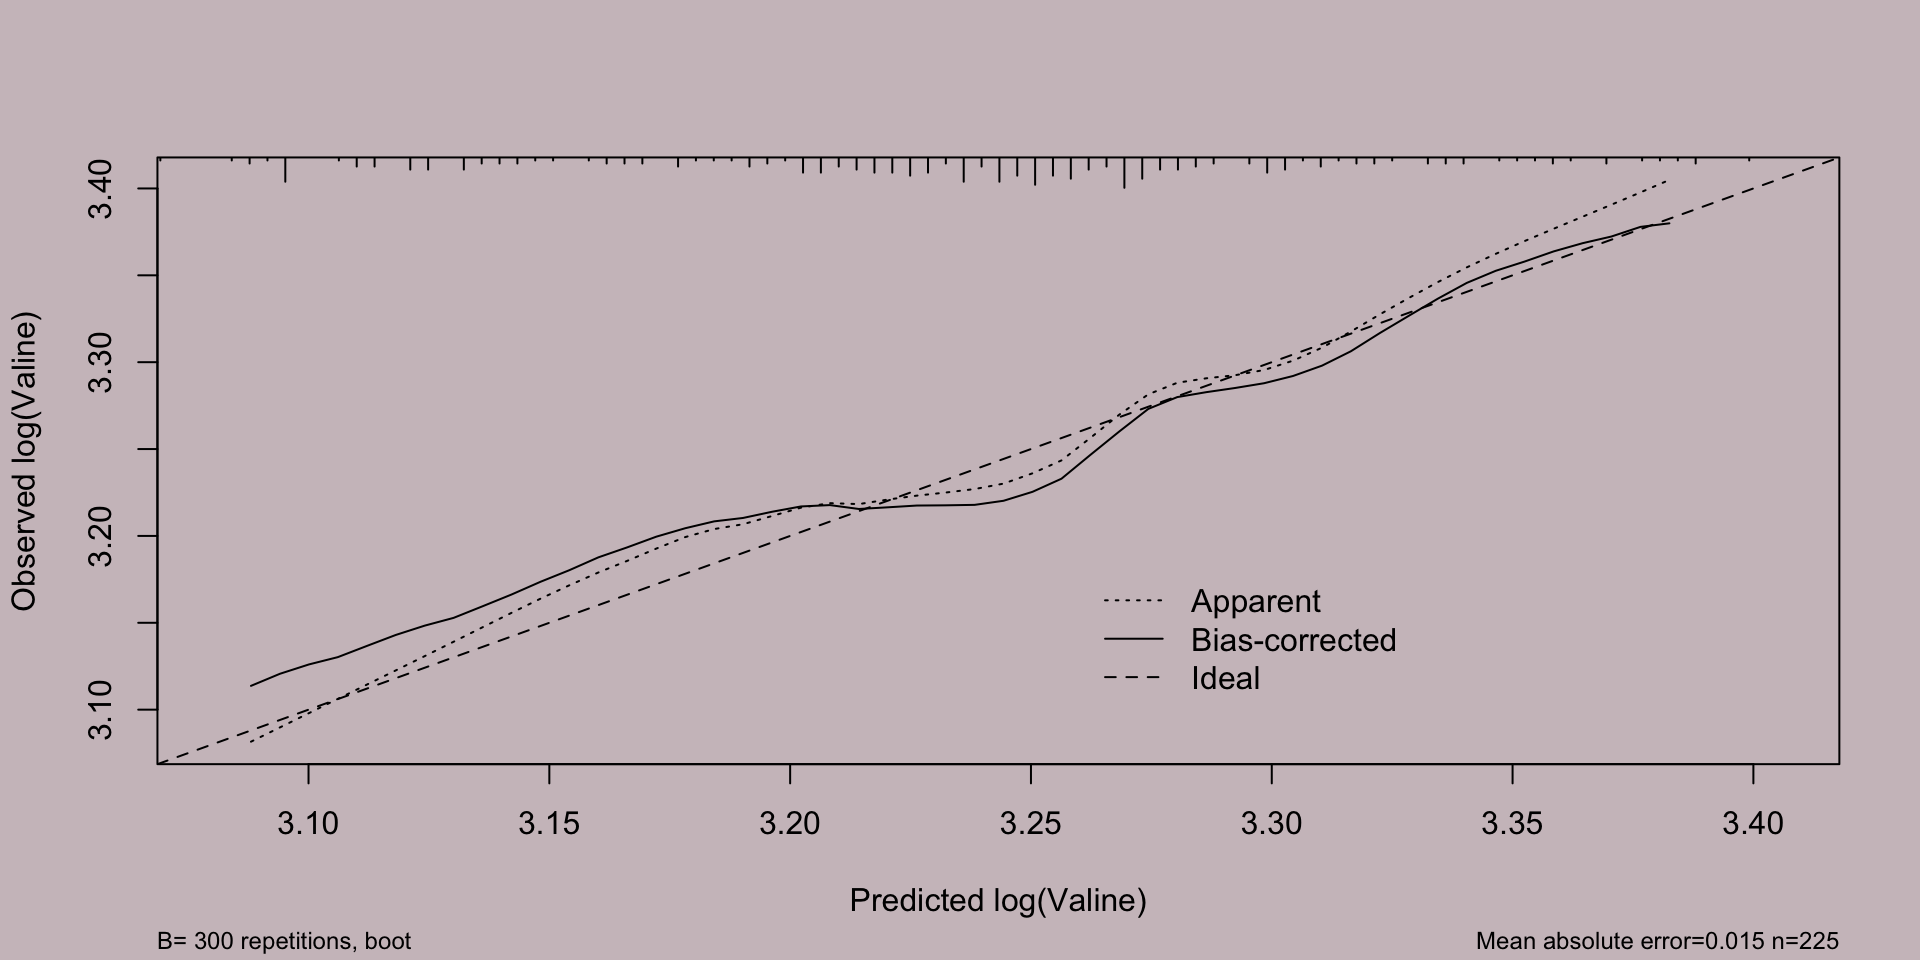 3.40
3.30
3.20
3.10
Observed log(Valine)
Apparent
Bias-corrected
Ideal
3.10 3.15 3.20 3.25 3.30 3.35 3.40
Predicted log(Valine)
B= 300 repetitions, boot
Mean absolute error=0.015 n=225